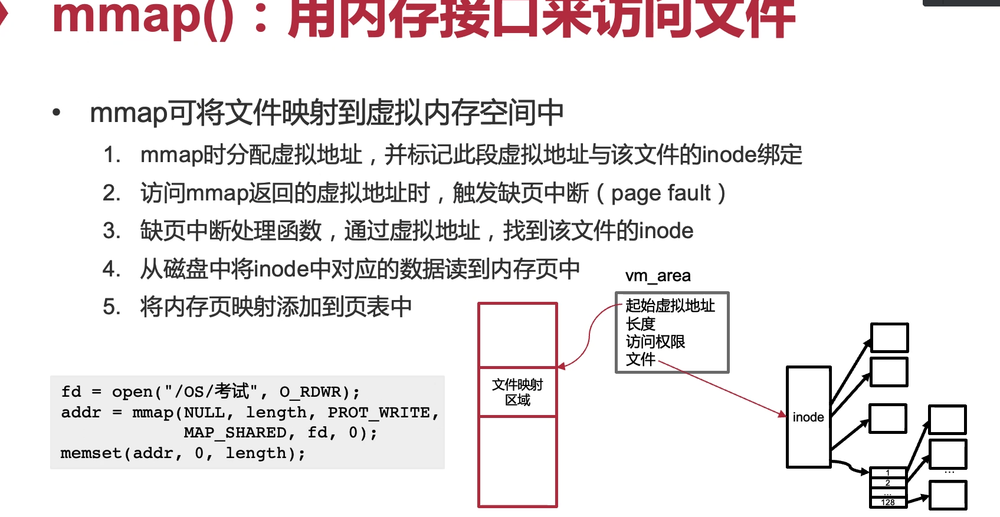 mmap()：用内存接口来访问文件
• mmap可将文件映射到虚拟内存空间中
1. mmap时分配虚拟地址，并标记此段虚拟地址与该文件的inode绑定
2. 访问mmap返回的虚拟地址时，触发缺页中断（page fault）
3. 缺页中断处理函数，通过虚拟地址，找到该文件的inode
4. 从磁盘中将inode中对应的数据读到内存页中
5. 将内存页映射添加到页表中
fd = open("/OS/考试", O_RDWR);
addr = mmap(NULL, length, PROT_WRITE,
MAP_SHARED, fd, 0);
memset(addr, 0, length);
文件映射
区域
vm_area
起始虚拟地址
长度
访问权限
文件
inode
1
2
...
128
...